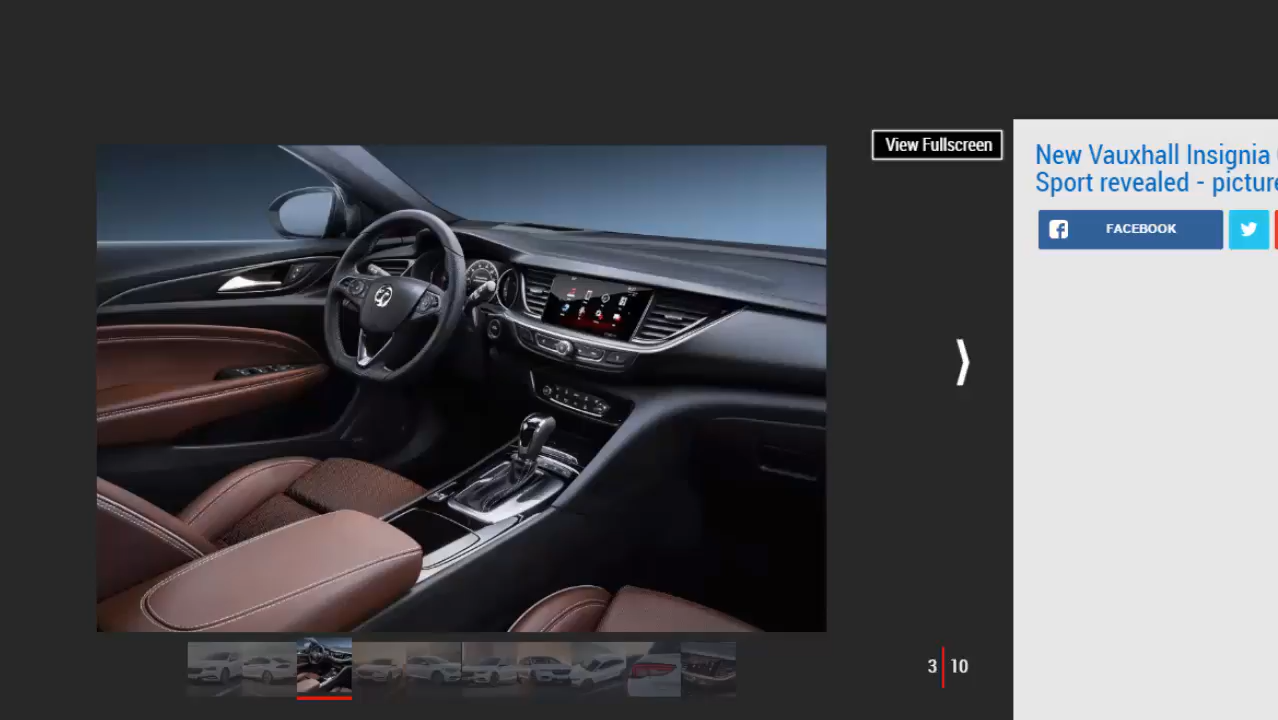 View Fullscreen
New Vauxhall Insignia
Sport revealed - picture
FACEBOOK
3 10